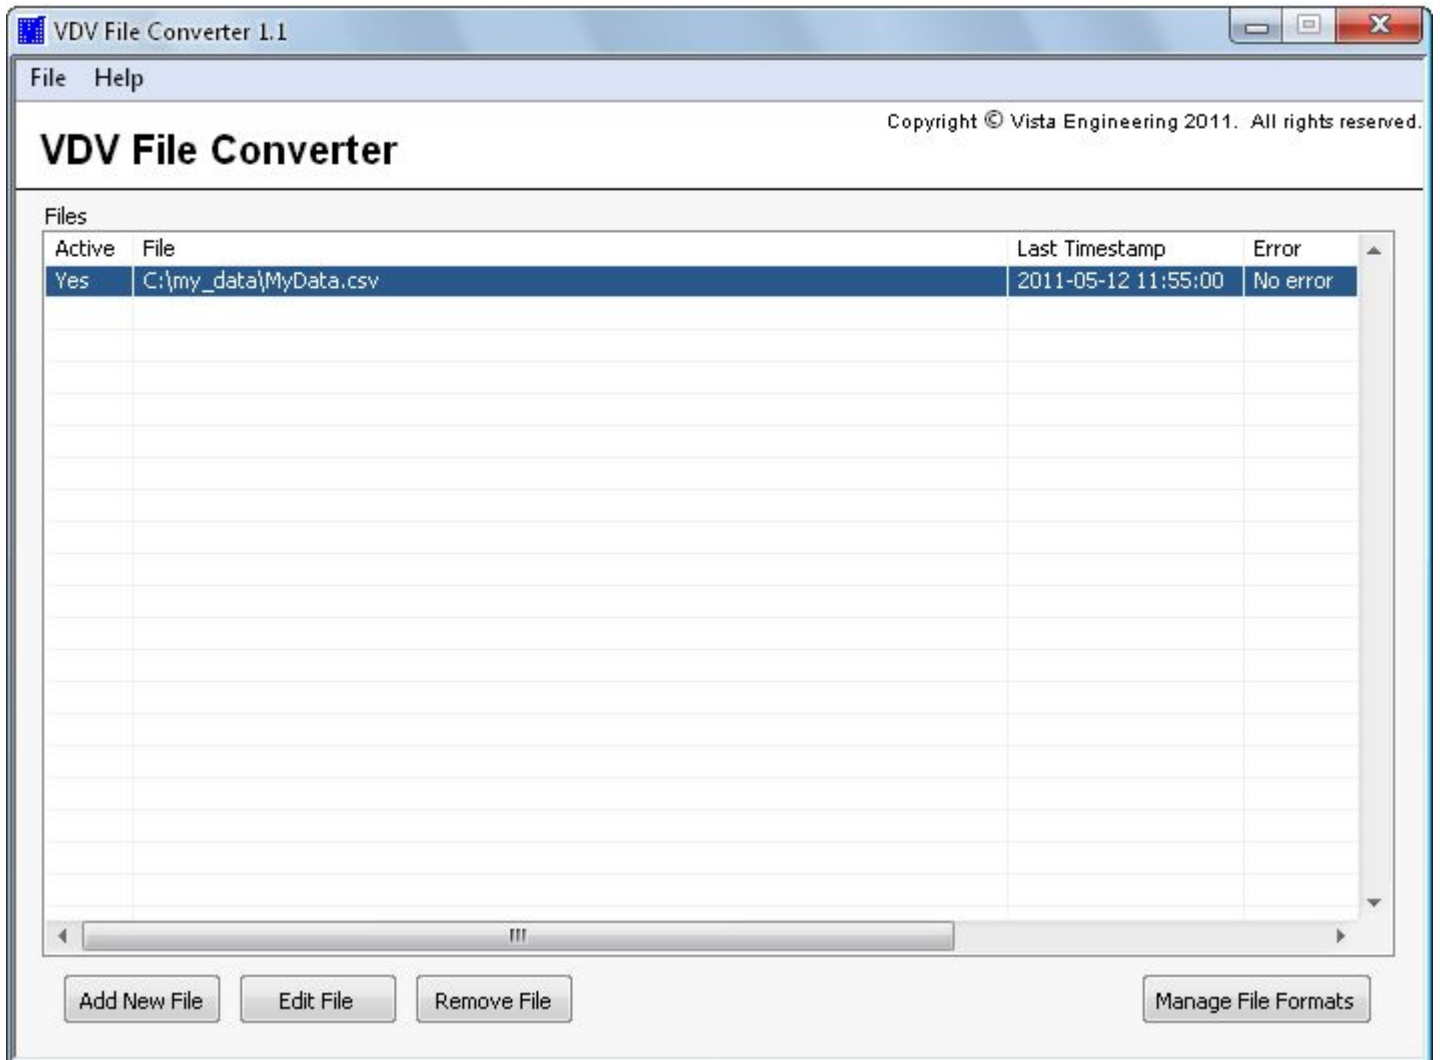 VDV File Converter 1.1
File Help
Copyright © Vista Engineering 2011. All rights reserved.
VDV File Converter
Files
Active File Last Timestamp Error
Yes C:\my_data\MyData.csv 2011-05-12 11:55:00 No error
Add New File Edit File Remove File Manage File Formats